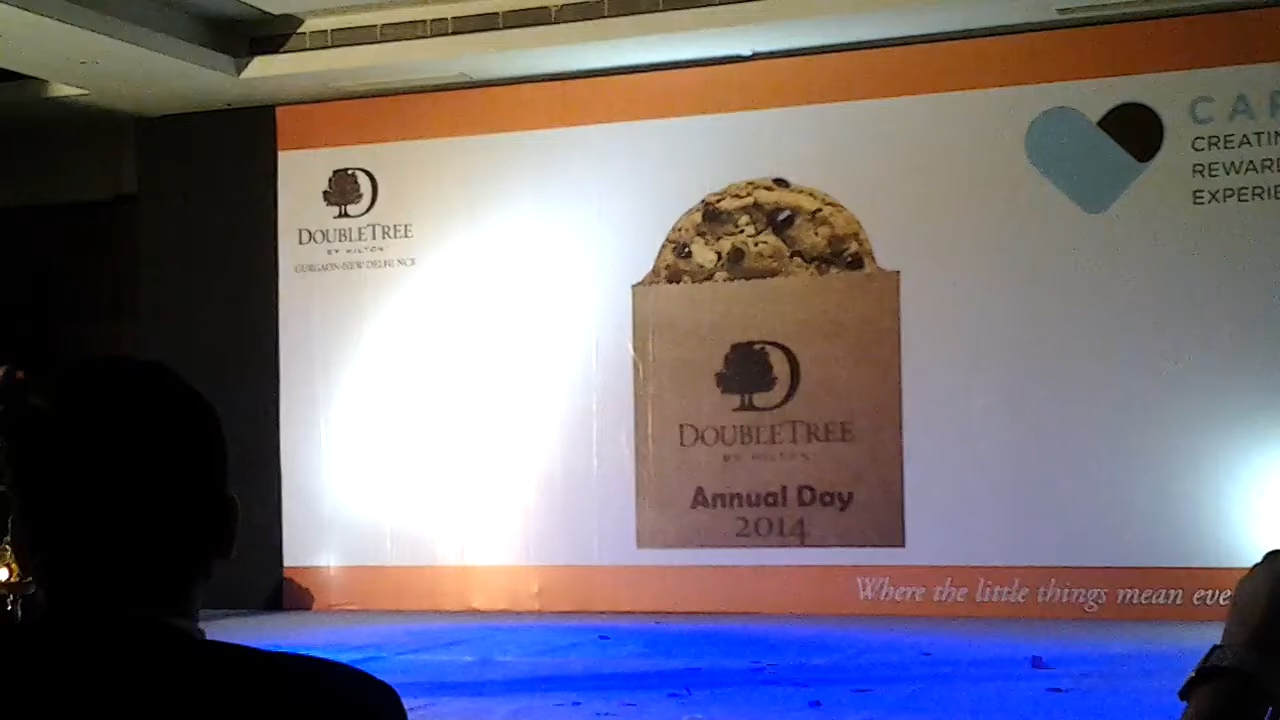 DOUBLETREE
BY HILTON
GURGAON-NEW DELHI NCR
CAR
CREATIN
REWARD
EXPERIE
D
DOUBLETREE
BY HILTON
Annual Day
2014
Where the little things mean eve